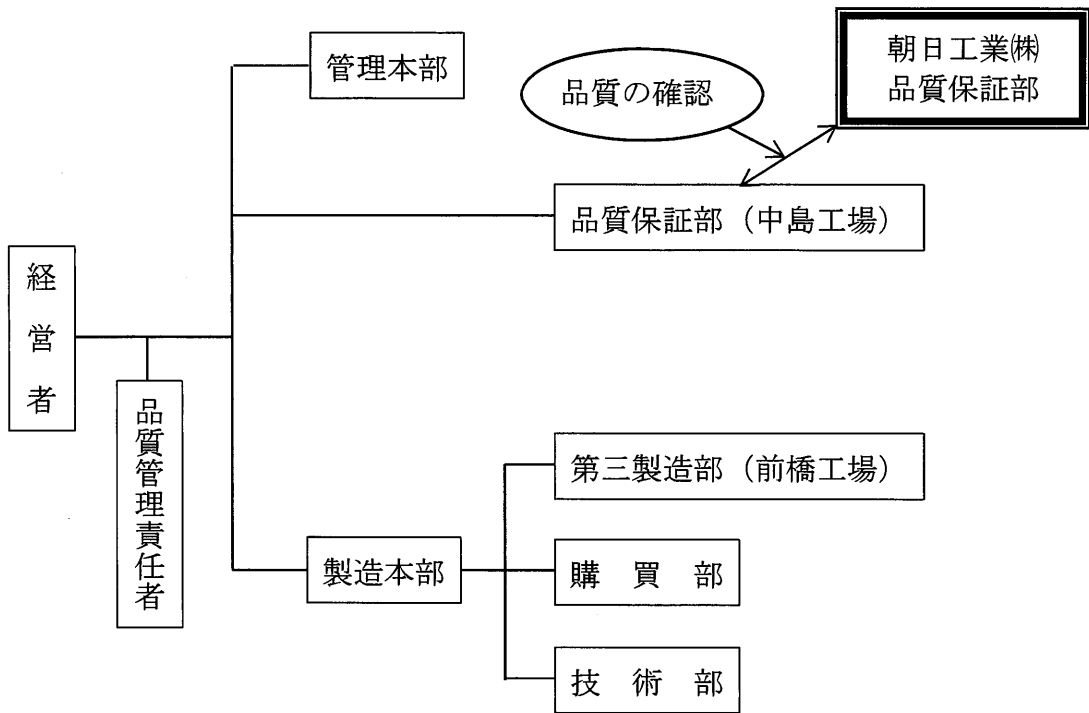 管理本部
品質の確認
朝日工業㈱
品質保証部
品質保証部（中島工場）
経営者
品質管理責任者
第三製造部（前橋工場）
製造本部
購買部
技術部